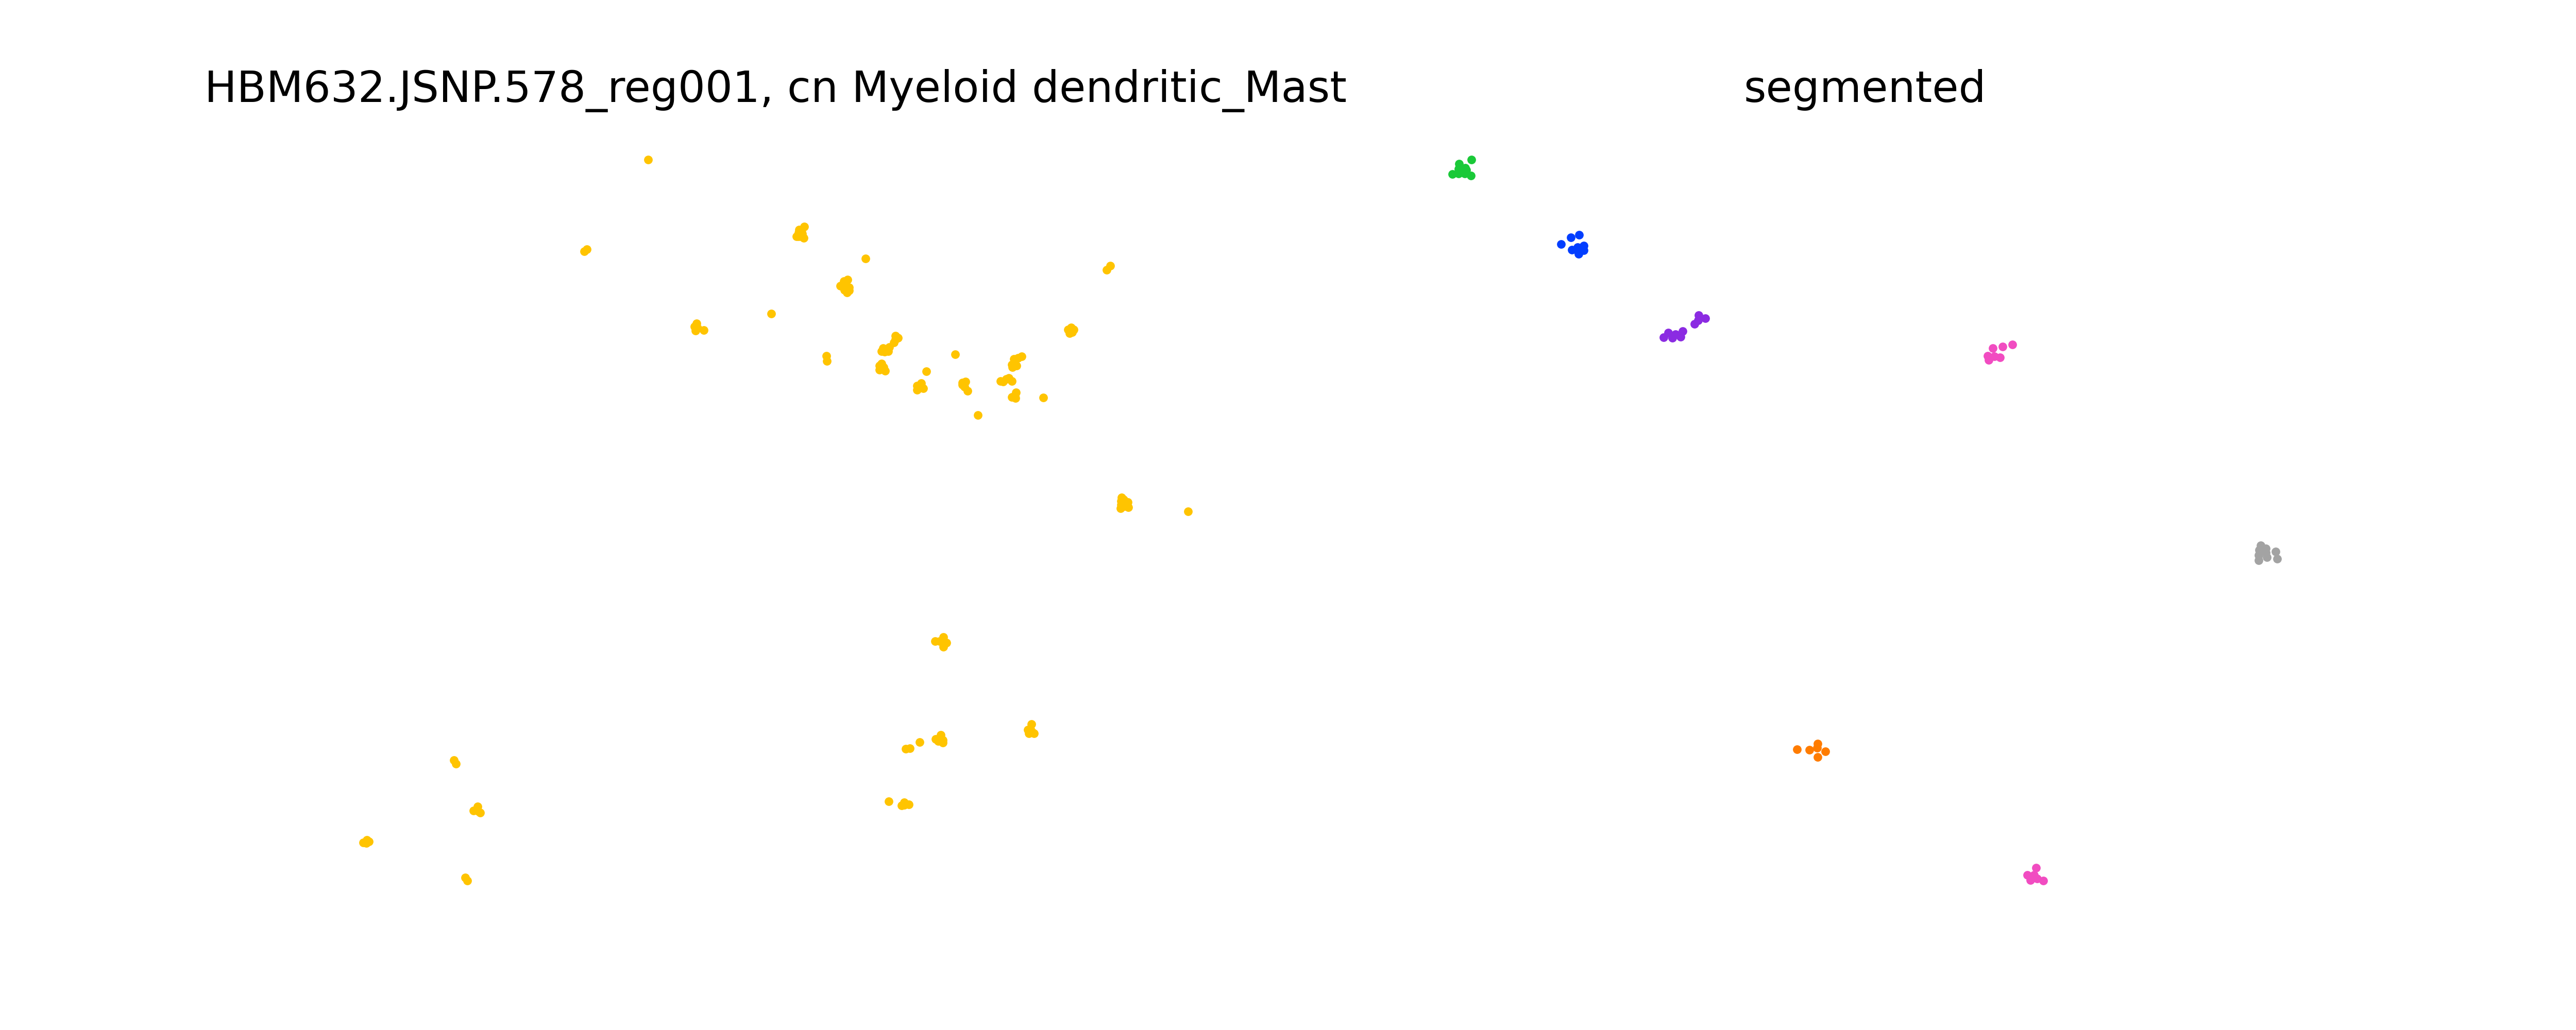 HBM632.JSNP.578_reg001, cn Myeloid dendritic_Mast
segmented